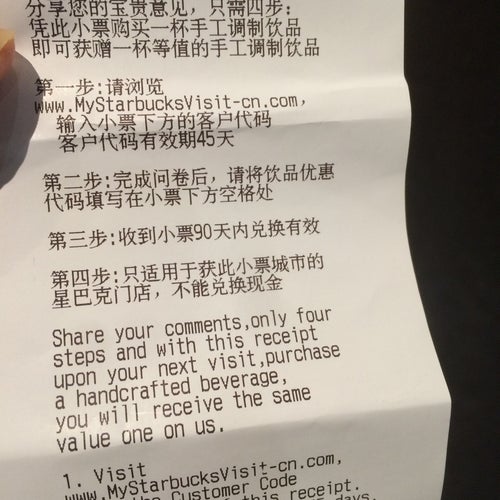 分享您的宝贵意见，只需四步：
凭此小票购买一杯手工调制饮品
即可获赠一杯等值的手工调制饮品
第一步:请浏览
www.MyStarbucksVisit-cn.com，
输入小票下方的客户代码
客户代码有效期45天
第二步:完成问卷后，请将饮品优惠
代码填写在小票下方空格处
第三步:收到小票90天内兑换有效
第四步:只适用于获此小票城市的
星巴克门店，不能兑换现金
Share your comments,only four
steps and with this receipt
upon your next visit,purchase
a handcrafted beverage,
you will receive the same
value one on us.
1. Visit
www.MyStarbucksVisit-cn.com,
the Customer Code
of this receipt.
days.